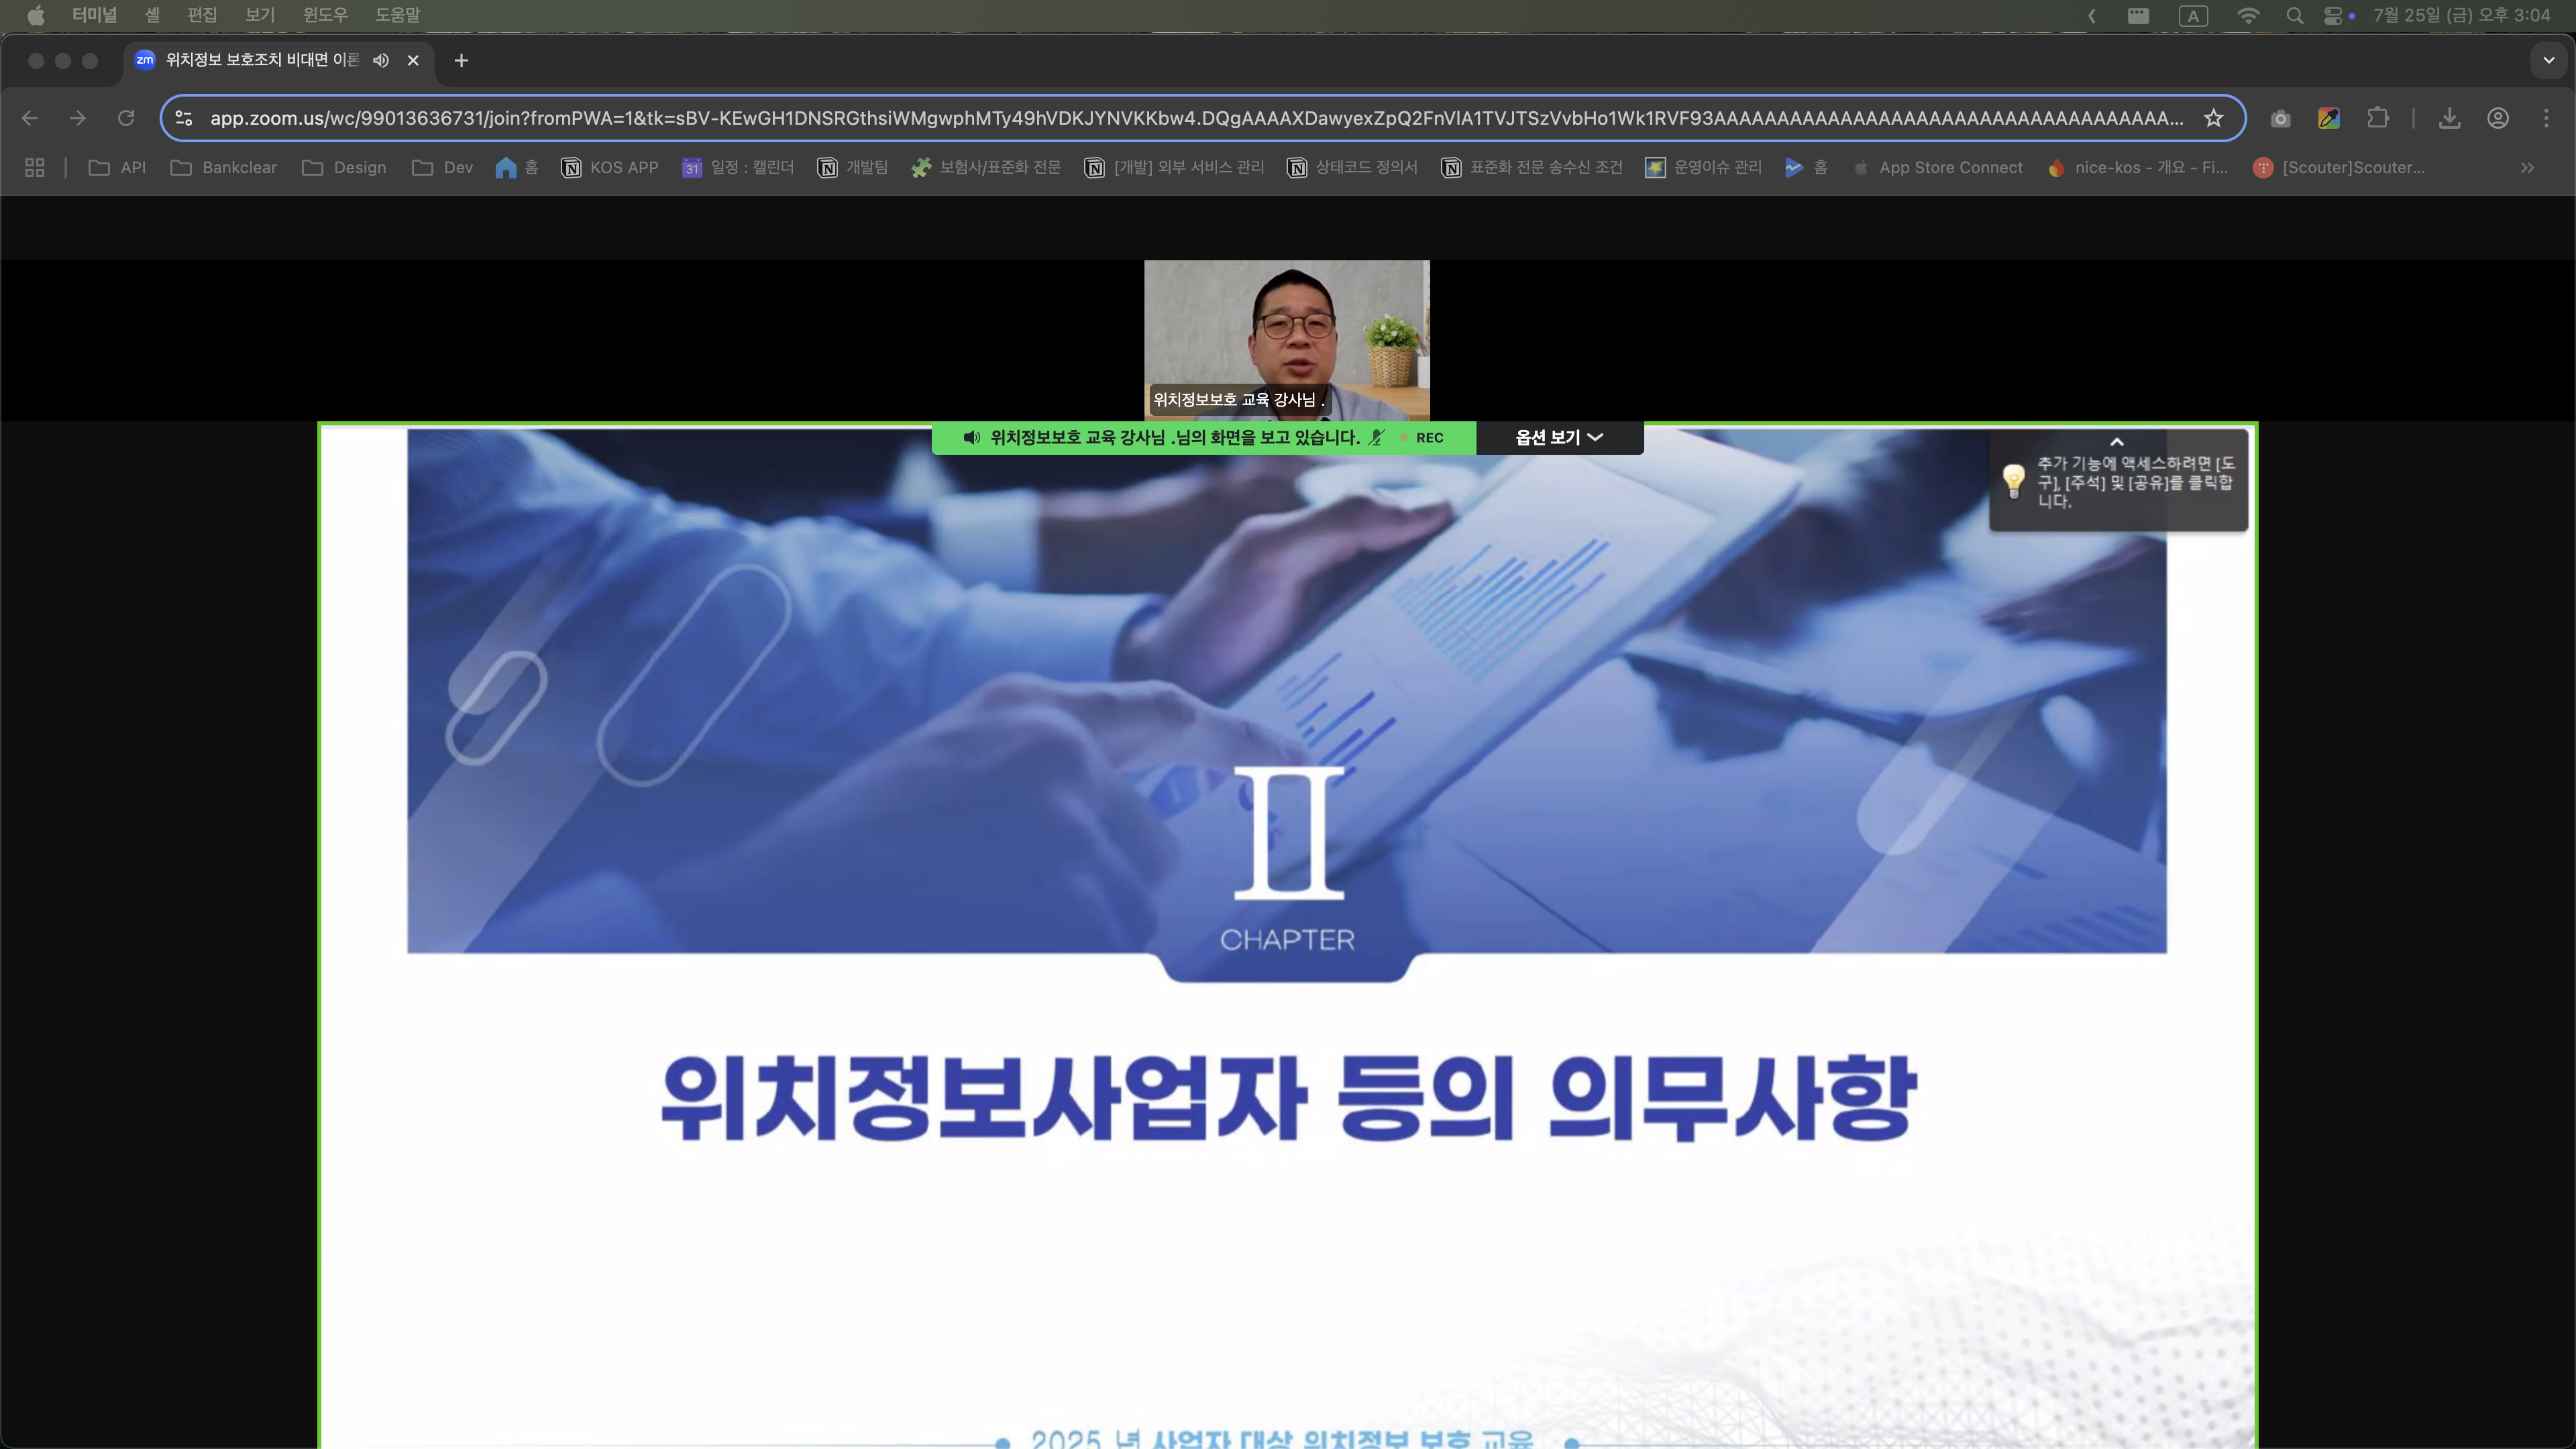 터미널 셸 편집 보기 윈도우 도움말 A 7월 25일 (금) 오후 3:04
zm 위치정보 보호조치 비대면 이론
app.zoom.us/wc/99013636731/join?fromPWA=1&tk=sBV-KEwGH1DNSRGthsiWMgwphMTy49hVDKJYNVKKbw4.DQgAAAAXDawyexZpQ2FnVlA1TVJTSzVvbHo1Wk1RVF93AAAAAAAAAAAAAAAAAAAAAAAAAAAAAAAAAAAA...
API Bankclear Design Dev 홈 KOS APP 31 일정 : 캘린더 개발팀 보험사/표준화 전문 [개발] 외부 서비스 관리 상태코드 정의서 표준화 전문 송수신 조건 운영이슈 관리 홈 App Store Connect nice-kos - 개요 - Fi... [Scouter]Scouter...
위치정보보호 교육 강사님 .
위치정보보호 교육 강사님 .님의 화면을 보고 있습니다. REC 옵션 보기
추가 기능에 액세스하려면 [도
구], [주석] 및 [공유]를 클릭합
니다.
II
CHAPTER
위치정보사업자 등의 의무사항
2025 년 사업자 대상 위치정보 보호 교육